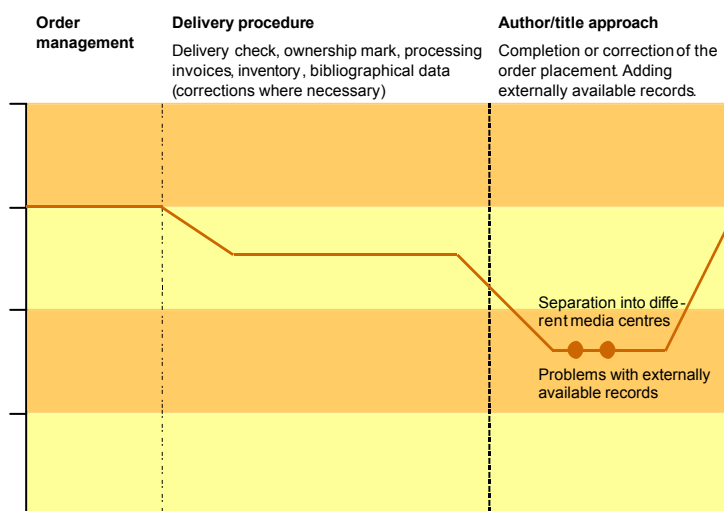 Order
management
Delivery procedure
Delivery check, ownership mark, processing
invoices, inventory, bibliographical data
(corrections where necessary)
Author/title approach
Completion or correction of the
order placement. Adding
externally available records.
Separation into diffe-
rent media centres
Problems with externally
available records